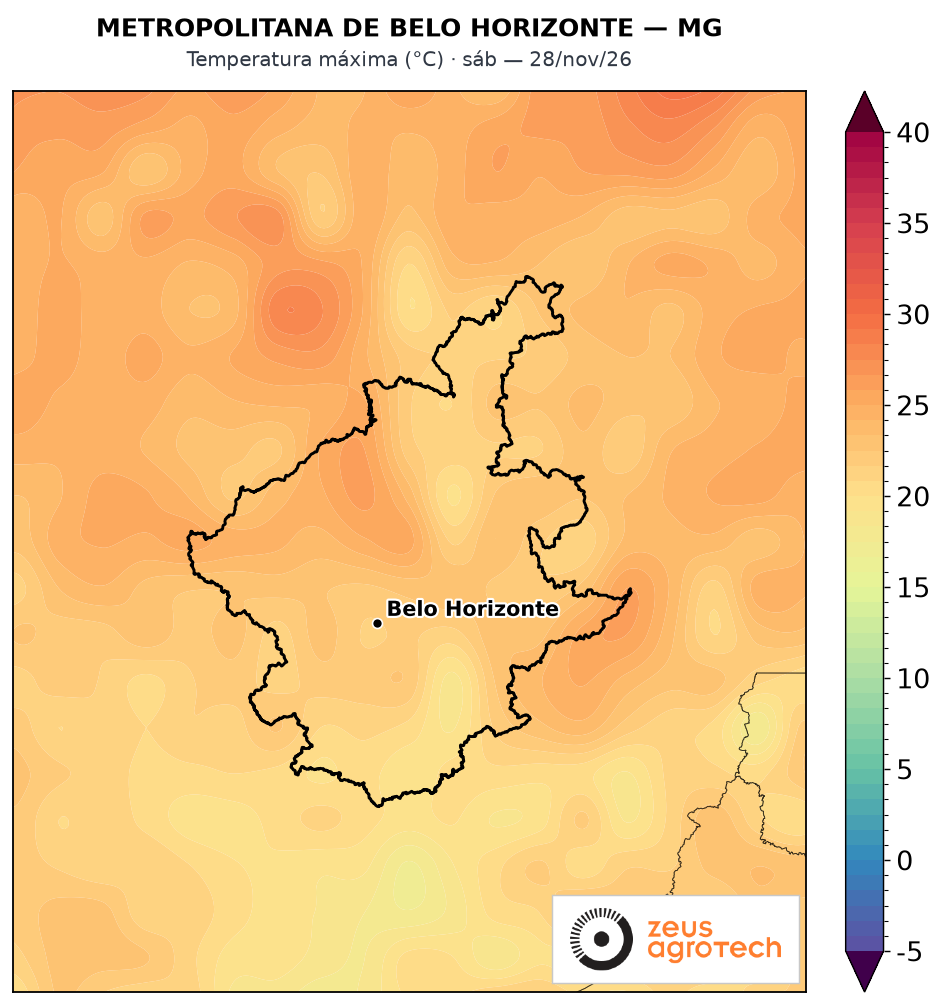 METROPOLITANA DE BELO HORIZONTE — MG
Temperatura máxima (°C) · sáb — 28/nov/26
40
35
30
25
20
15
10
5
0
-5
Belo Horizonte
zeus
agrotech